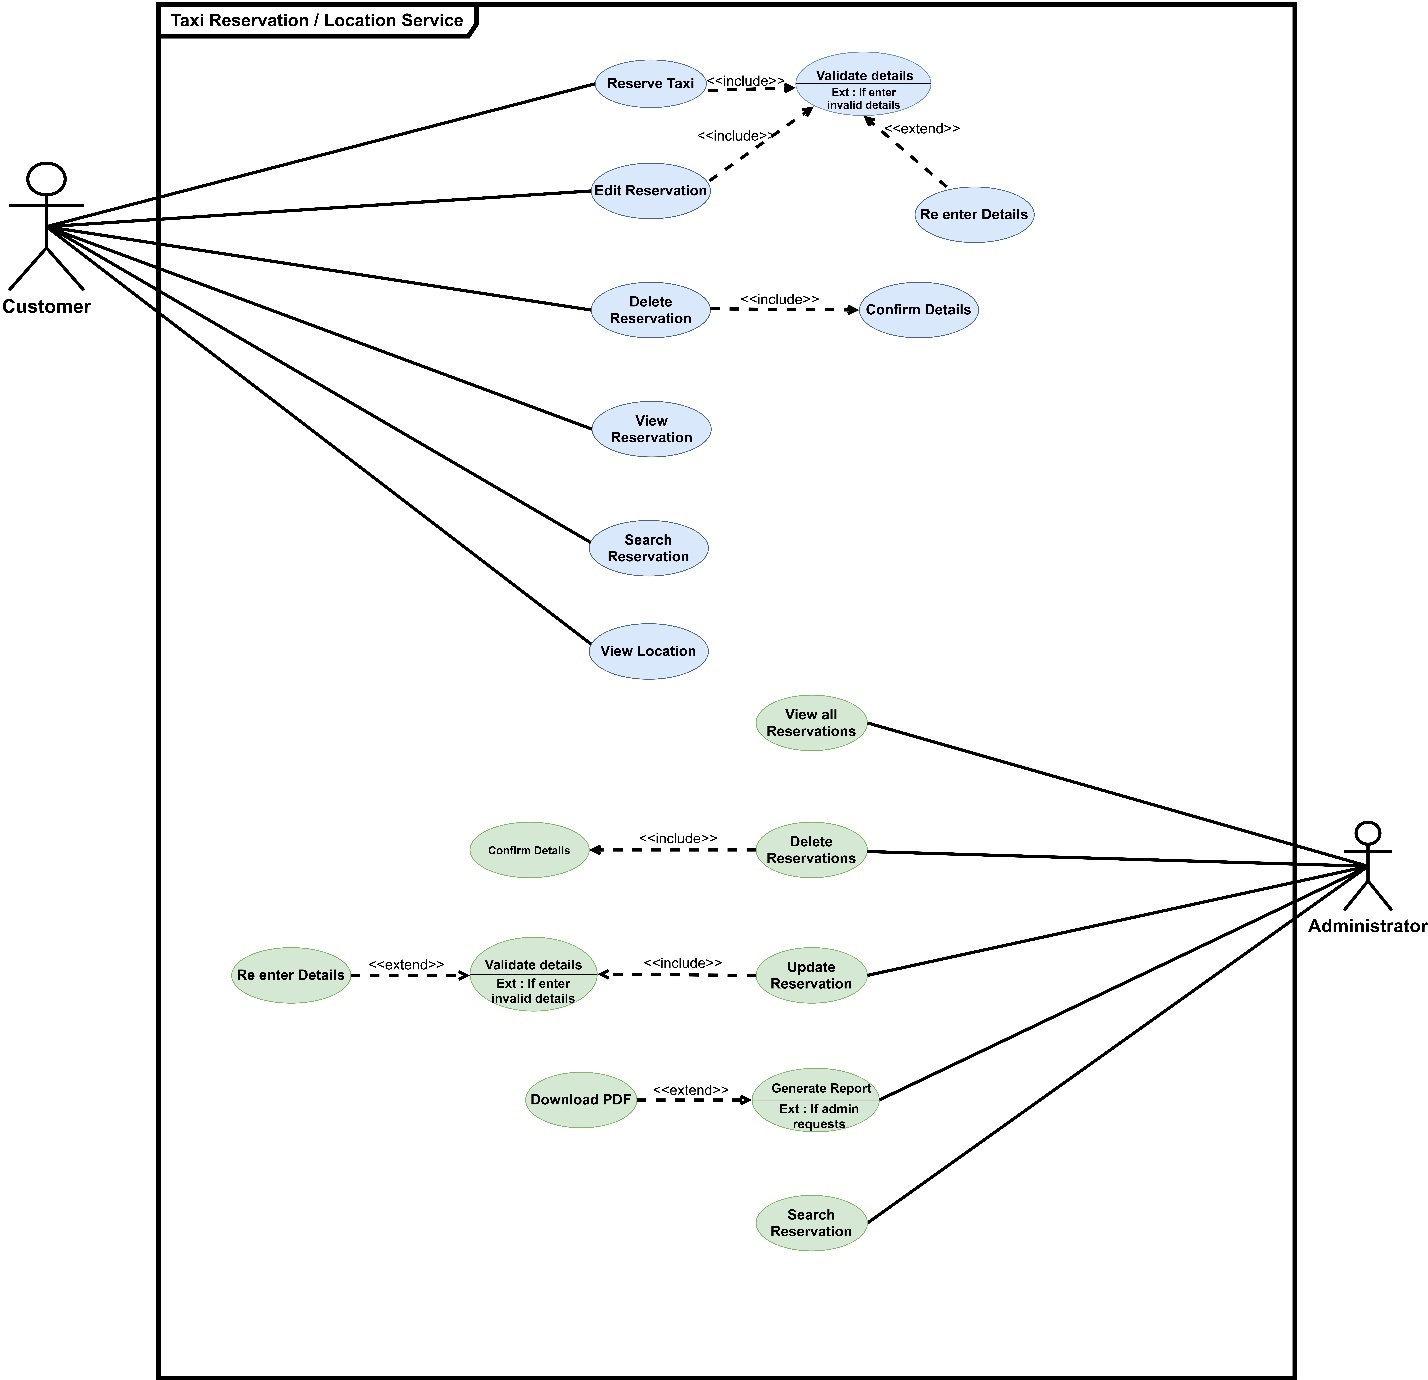 Taxi Reservation / Location Service
Reserve Taxi
<<include>>
Validate details
Ext : If enter
invalid details
<<include>>
<<extend>>
Edit Reservation
Re enter Details
Customer
Delete
Reservation
<<include>>
Confirm Details
View
Reservation
Search
Reservation
View Location
View all
Reservations
Confirm Details
<<include>>
Delete
Reservations
Administrator
Re enter Details
<<extend>>
Validate details
Ext : If enter
invalid details
<<include>>
Update
Reservation
Download PDF
<<extend>>
Generate Report
Ext : If admin
requests
Search
Reservation